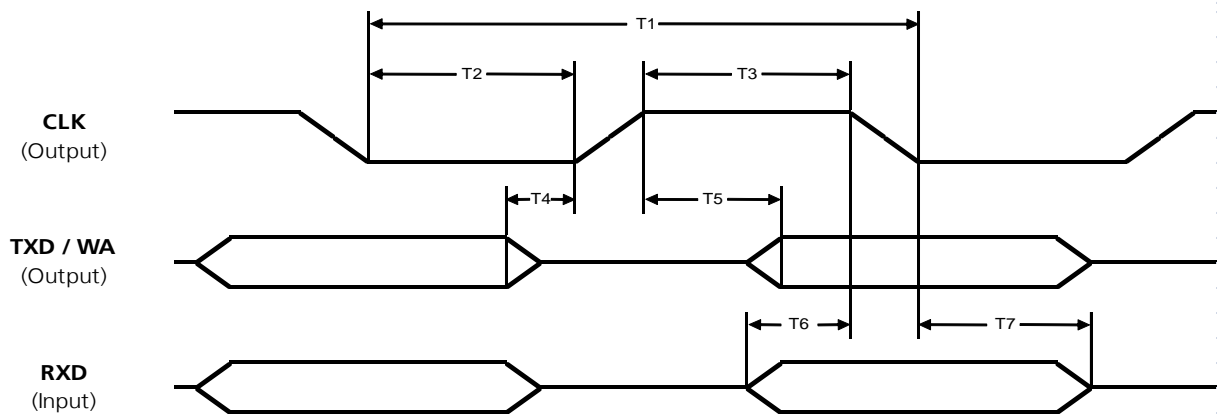 T1
T2
T3
CLK
(Output)
T4
T5
TXD / WA
(Output)
T6
T7
RXD
(Input)